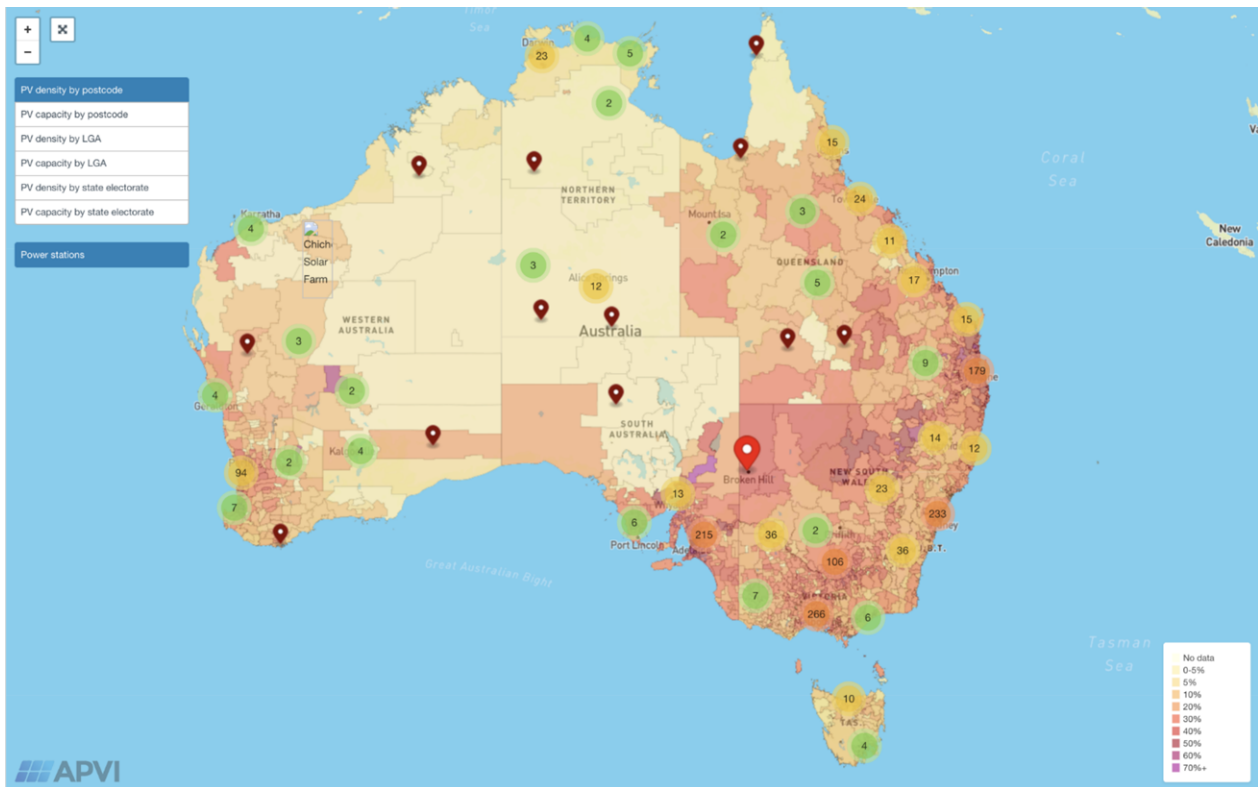 Timor
Sea
+
−
PV density by postcode
PV capacity by postcode
PV density by LGA
PV capacity by LGA
PV density by state electorate
PV capacity by state electorate
Power stations
4
23
5
2
15
Coral
Sea
NORTHERN
TERRITORY
24
3
Mount Isa
2
4
New
Caledonia
11
Chich
Solar
Farm
QUEENSLAND
3
Alice Springs
12
5
17
WESTERN
AUSTRALIA
Australia
15
3
9
179
4
2
SOUTH
AUSTRALIA
14
12
4
2
94
Broken Hill
NEW SOUTH
23
13
7
6
Port Lincoln
215
36
2
233
106
36
Great Australian Bight
7
VICTORIA
266
6
Tasman
Sea
10
TAS
4
No data
0-5%
5%
10%
20%
30%
40%
50%
60%
70%+
APVI